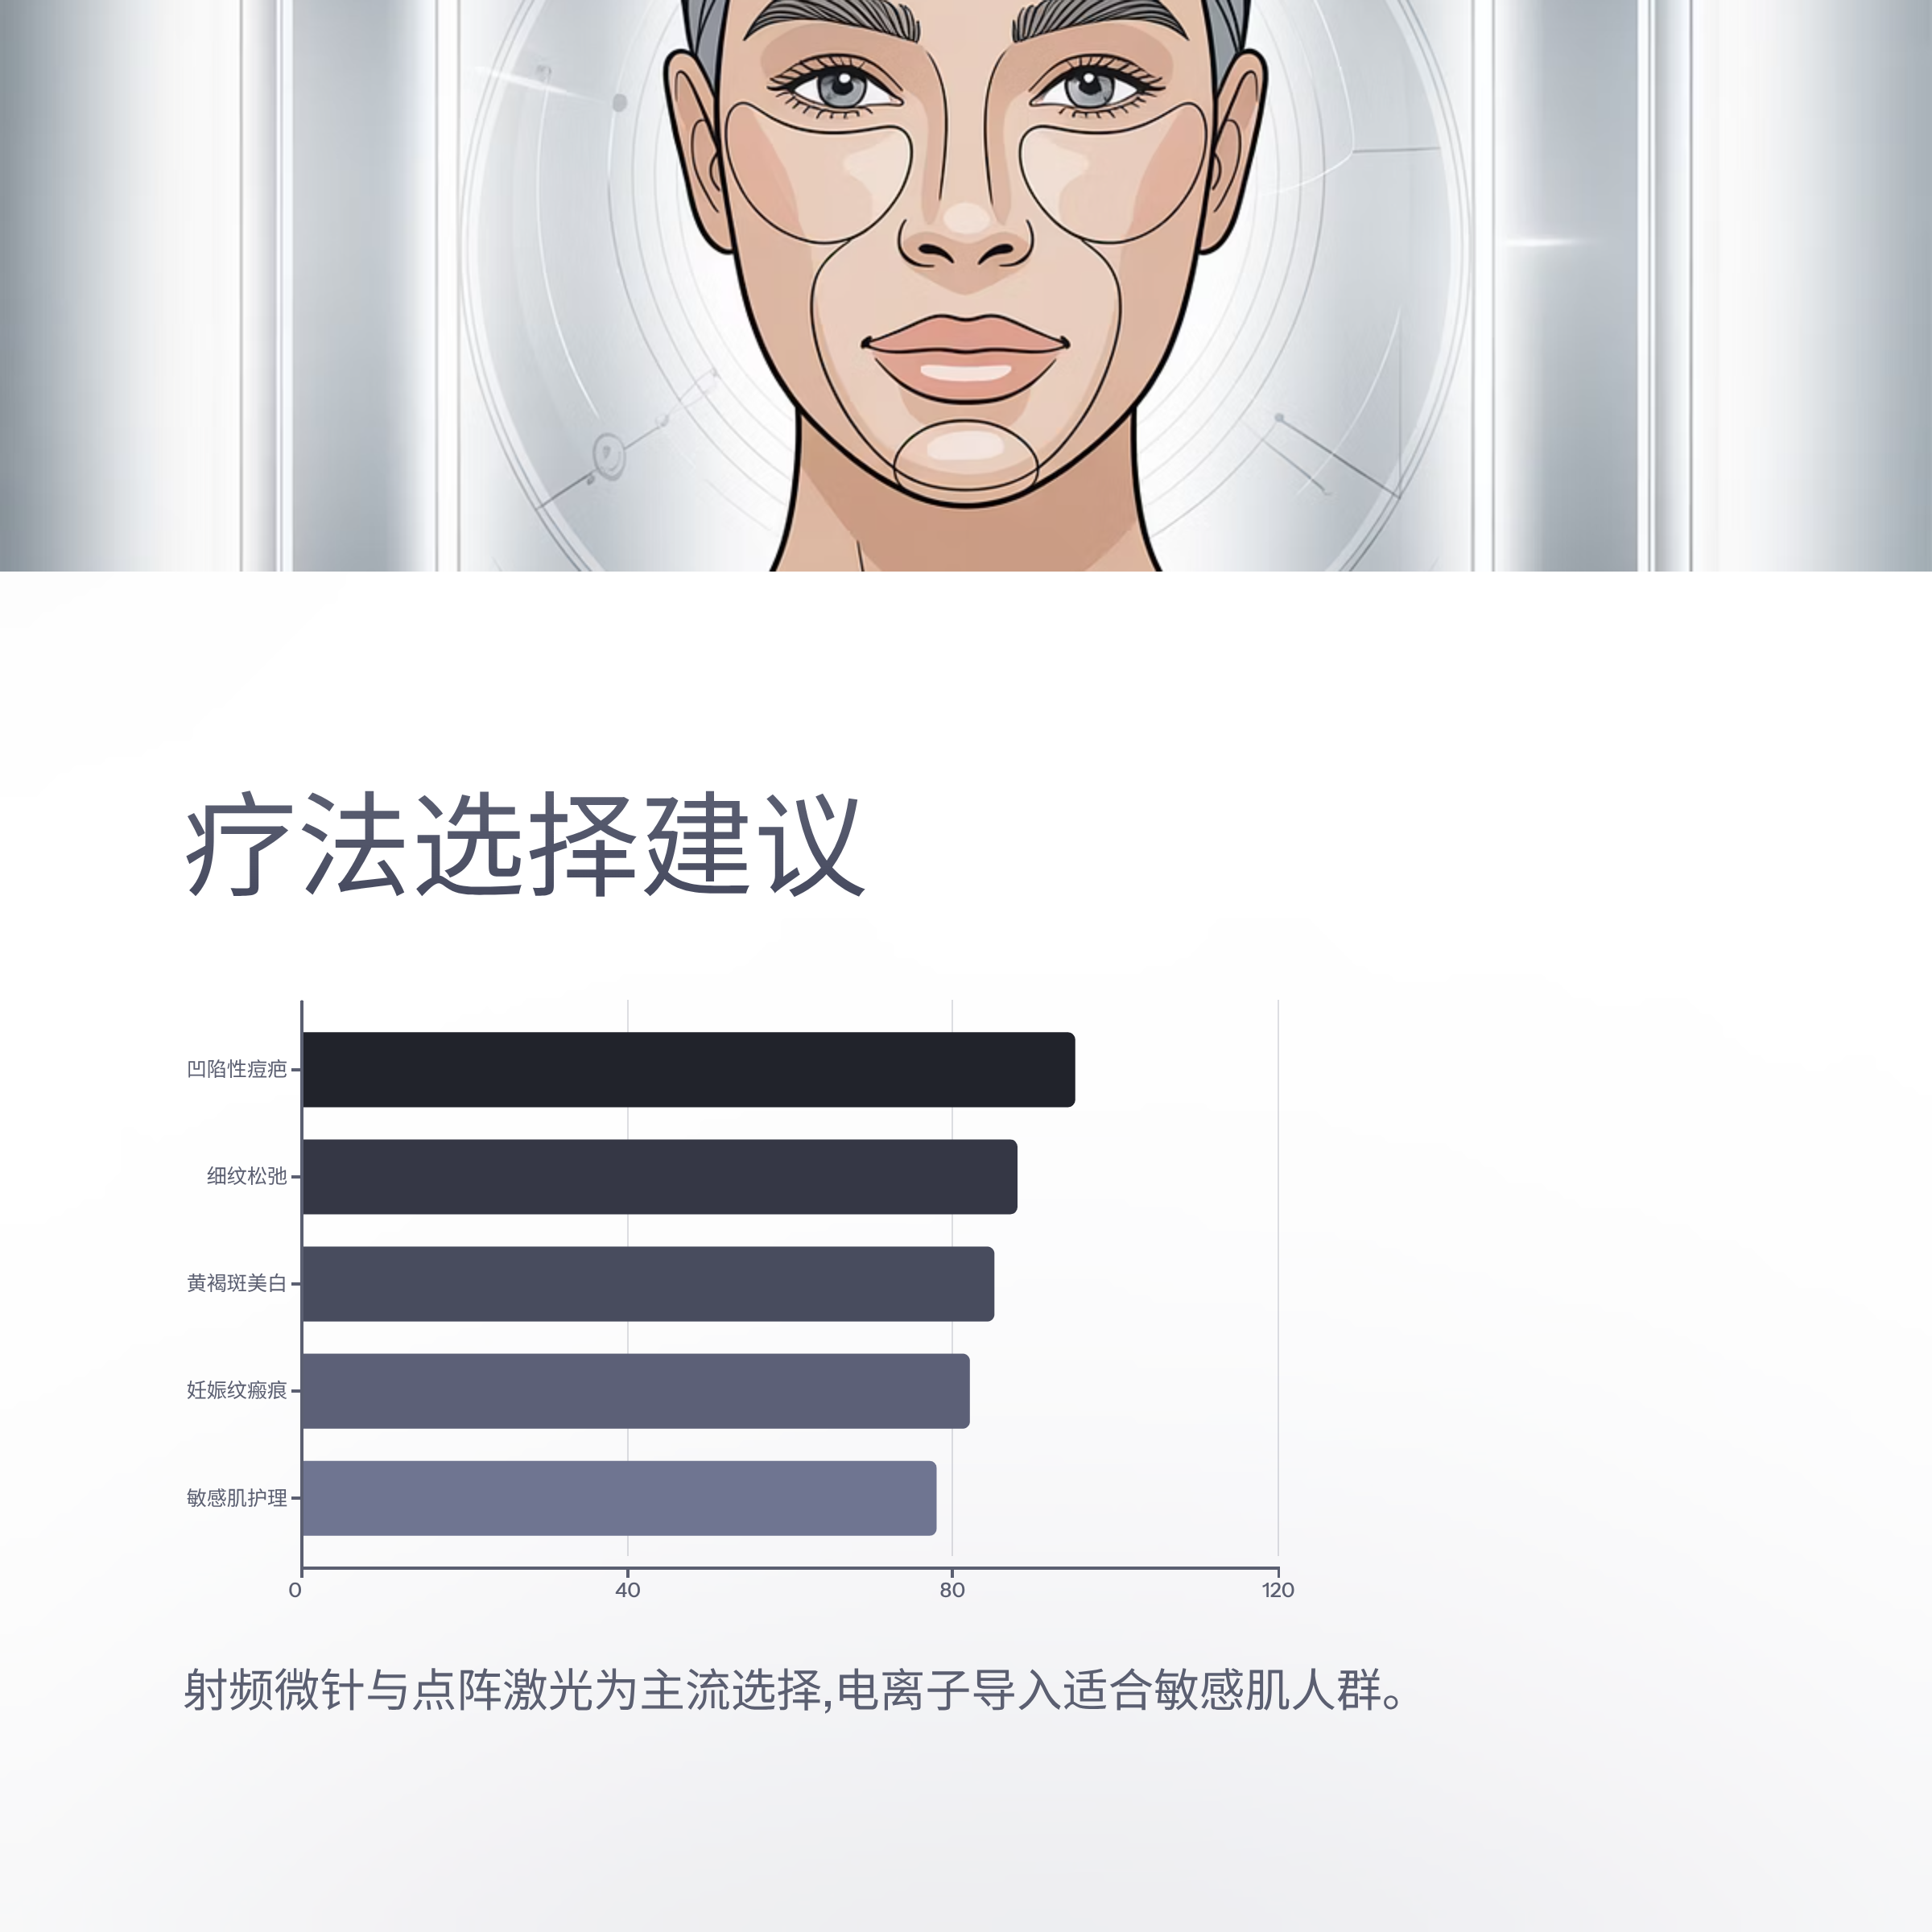 疗法选择建议
凹陷性痘疤
细纹松弛
黄褐斑美白
妊娠纹瘢痕
敏感肌护理
0 40 80 120
射频微针与点阵激光为主流选择,电离子导入适合敏感肌人群。